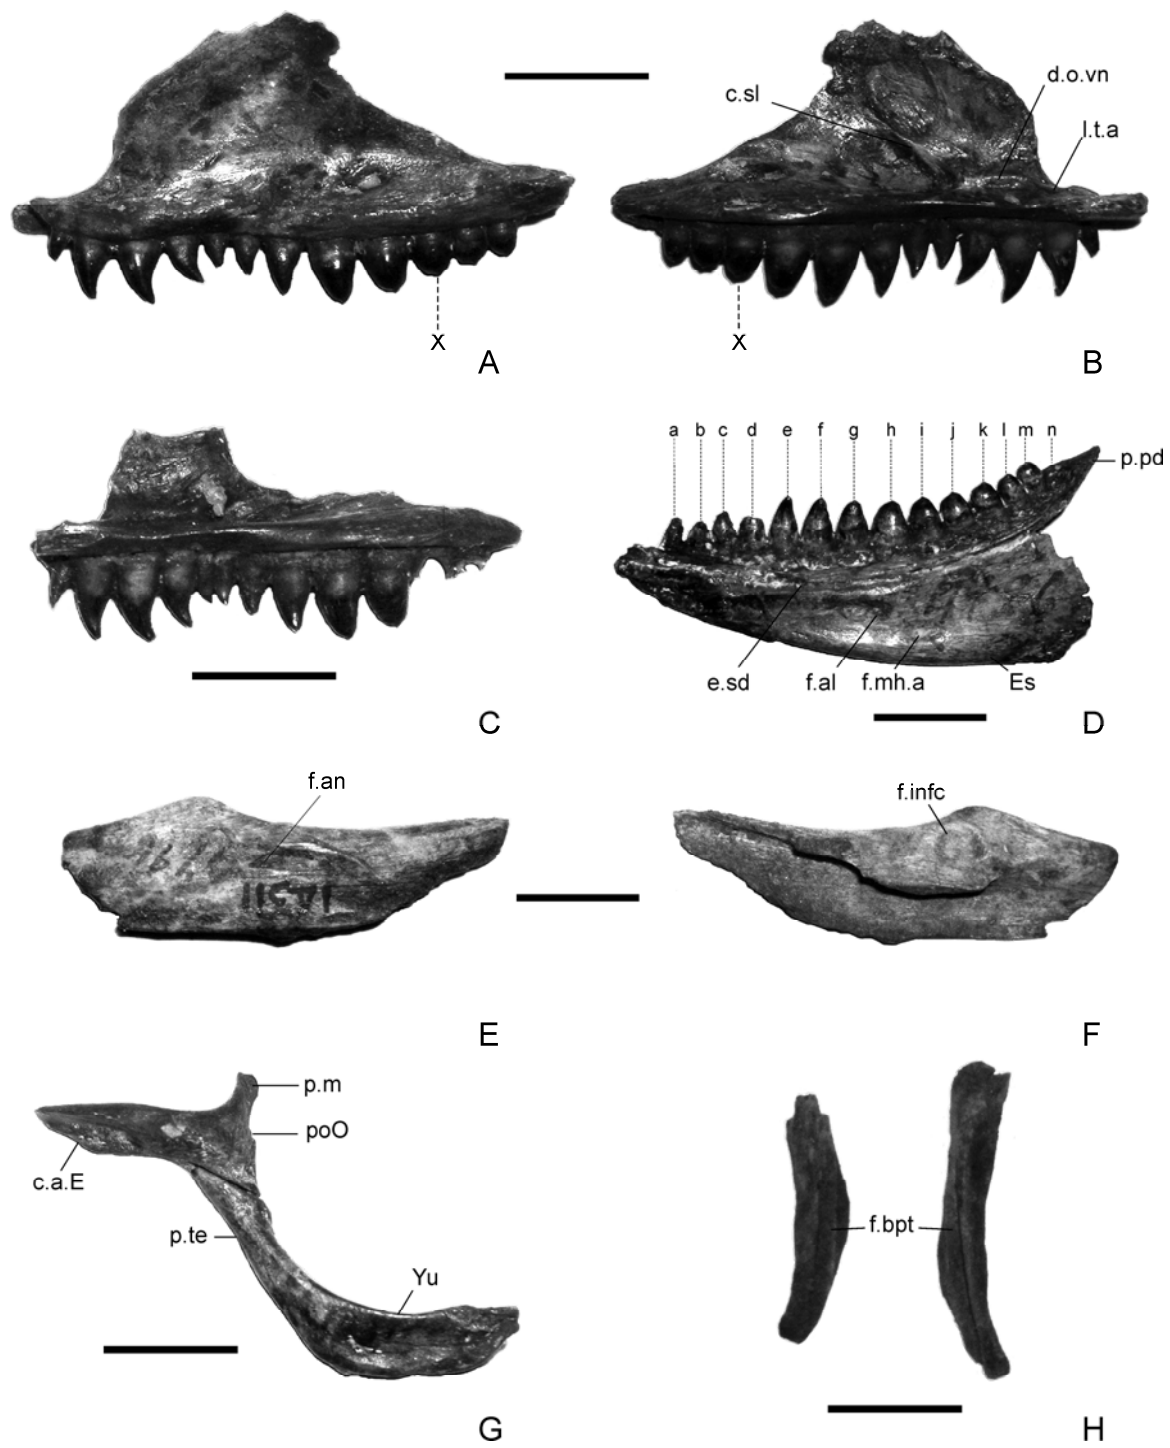 c.sl
d.o.vn
l.t.a
X
X
A
B
a b c d e f g h i j k l m n
p.pd
e.sd f.al f.mh.a Es
C
D
f.an
f.infc
E
F
p.m
poO
c.a.E
p.te
f.bpt
Yu
G
H